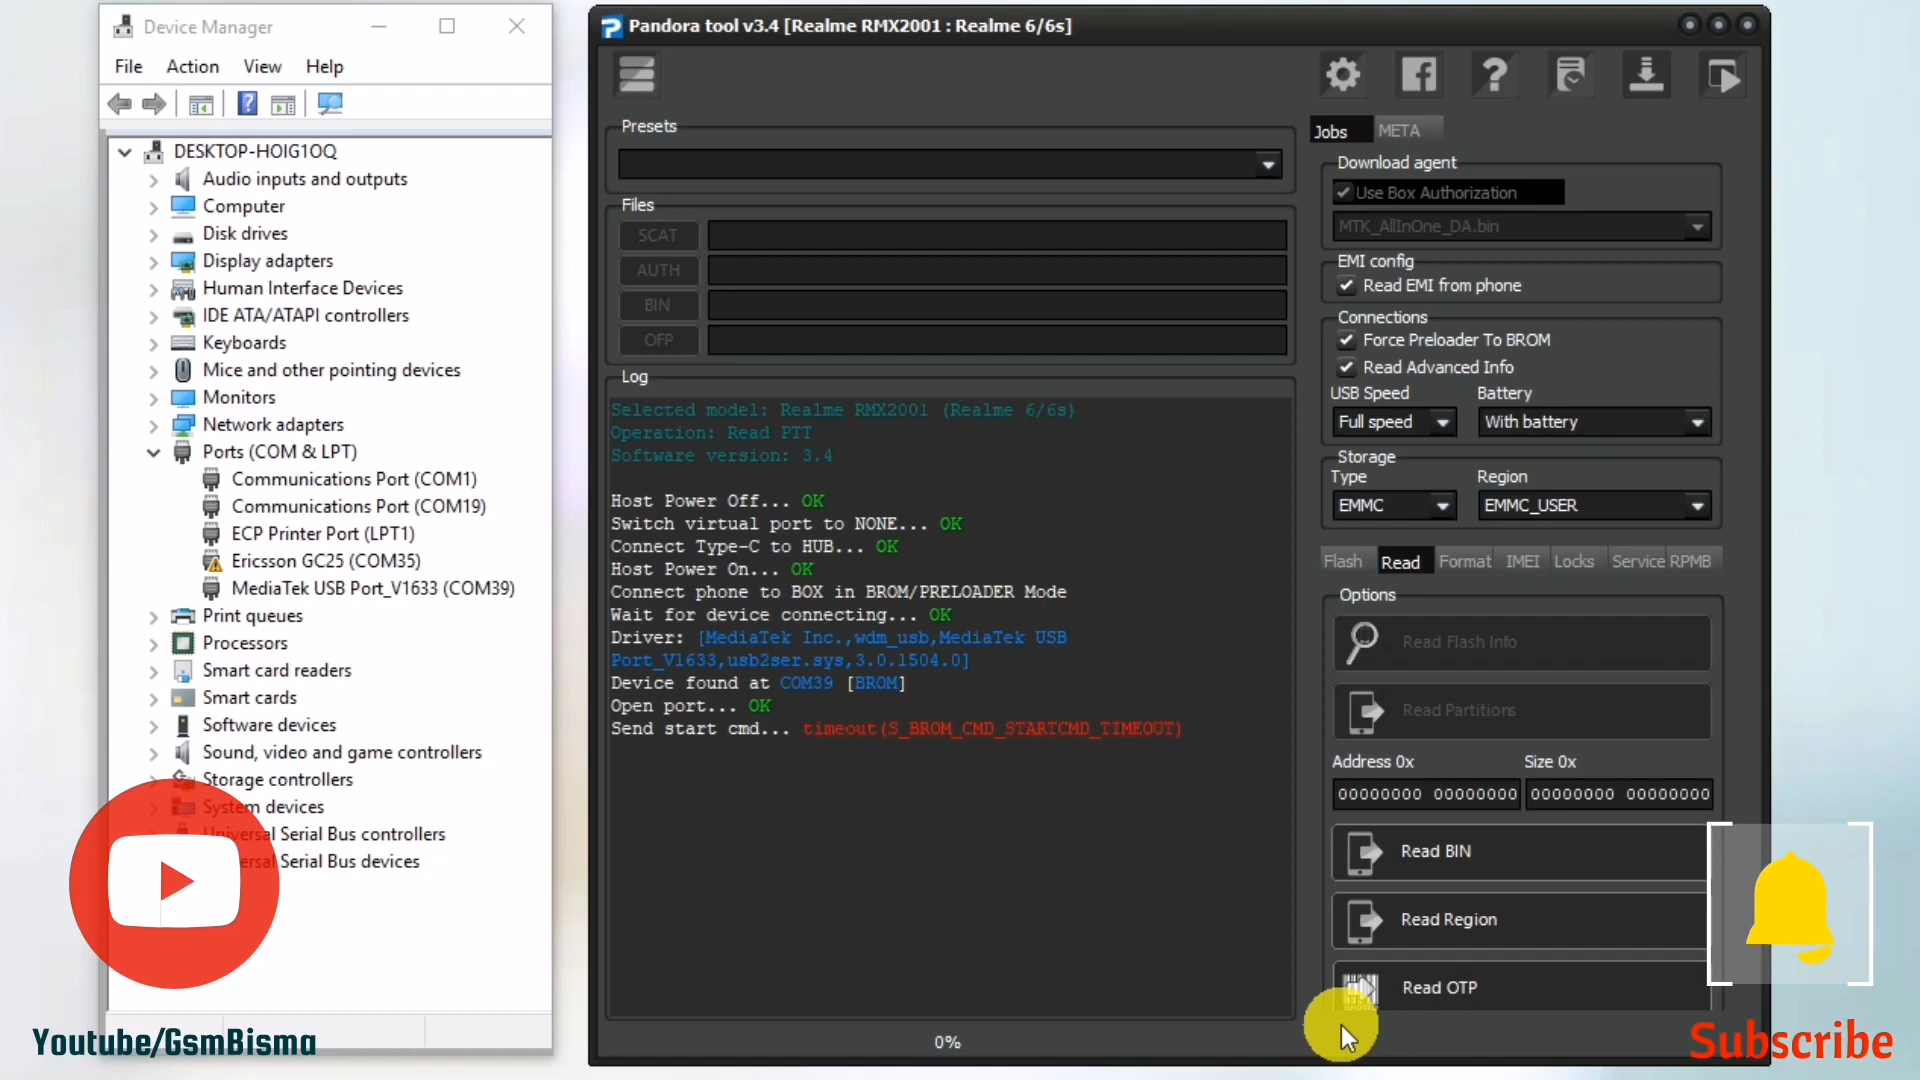 Device Manager
File Action View Help
DESKTOP-HOIG1OQ
Audio inputs and outputs
Computer
Disk drives
Display adapters
Human Interface Devices
IDE ATA/ATAPI controllers
Keyboards
Mice and other pointing devices
Monitors
Network adapters
Ports (COM & LPT)
Communications Port (COM1)
Communications Port (COM19)
ECP Printer Port (LPT1)
Ericsson GC25 (COM35)
MediaTek USB Port_V1633 (COM39)
Print queues
Processors
Smart card readers
Smart cards
Software devices
Sound, video and game controllers
Storage controllers
System devices
Universal Serial Bus controllers
ersal Serial Bus devices
Youtube/GsmBisma
Pandora tool v3.4 [Realme RMX2001 : Realme 6/6s]
Presets
Files
SCAT
AUTH
BIN
OFP
Log
Selected model: Realme RMX2001 (Realme 6/6s)
Operation: Read PTT
Software version: 3.4
Host Power Off... OK
Switch virtual port to NONE... OK
Connect Type-C to HUB... OK
Host Power On... OK
Connect phone to BOX in BROM/PRELOADER Mode
Wait for device connecting... OK
Driver: [MediaTek Inc.,wdm_usb,MediaTek USB
Port_V1633,usb2ser.sys,3.0.1504.0]
Device found at COM39 [BROM]
Open port... OK
Send start cmd... timeout(S_BROM_CMD_STARTCMD_TIMEOUT)
0%
Jobs META
Download agent
Use Box Authorization
MTK_AllInOne_DA.bin
EMI config
Read EMI from phone
Connections
Force Preloader To BROM
Read Advanced Info
USB Speed Battery
Full speed With battery
Storage
Type Region
EMMC EMMC_USER
Flash Read Format IMEI Locks Service RPMB
Options
Read Flash Info
Read Partitions
Address 0x Size 0x
00000000 00000000 00000000 00000000
Read BIN
Read Region
Read OTP
Subscribe